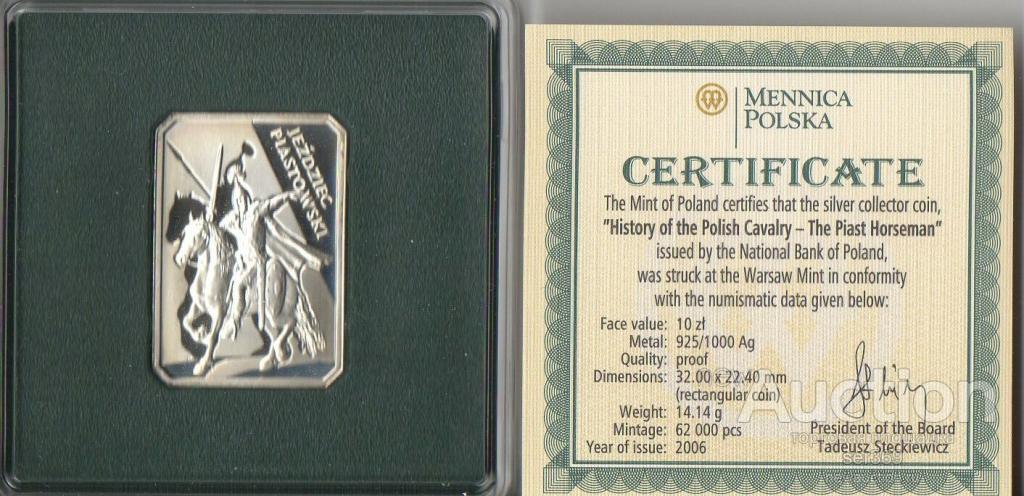 JEŹDZIEC
PIASTOWSKI
MENNICA
POLSKA
CERTIFICATE
The Mint of Poland certifies that the silver collector coin,
"History of the Polish Cavalry – The Piast Horseman"
issued by the National Bank of Poland,
was struck at the Warsaw Mint in conformity
with the numismatic data given below:
Face value: 10 zł
Metal: 925/1000 Ag
Quality: proof
Dimensions: 32.00 x 22.40 mm
(rectangular coin)
Weight: 14.14 g
Mintage: 62 000 pcs
Year of issue: 2006
President of the Board
Tadeusz Steckiewicz
Auction